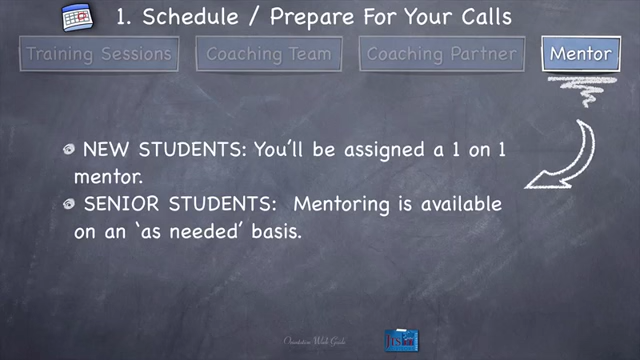 1. Schedule / Prepare For Your Calls
Training Sessions
Coaching Team
Coaching Partner
Mentor
NEW STUDENTS: You'll be assigned a 1 on 1
mentor.
SENIOR STUDENTS: Mentoring is available
on an 'as needed' basis.